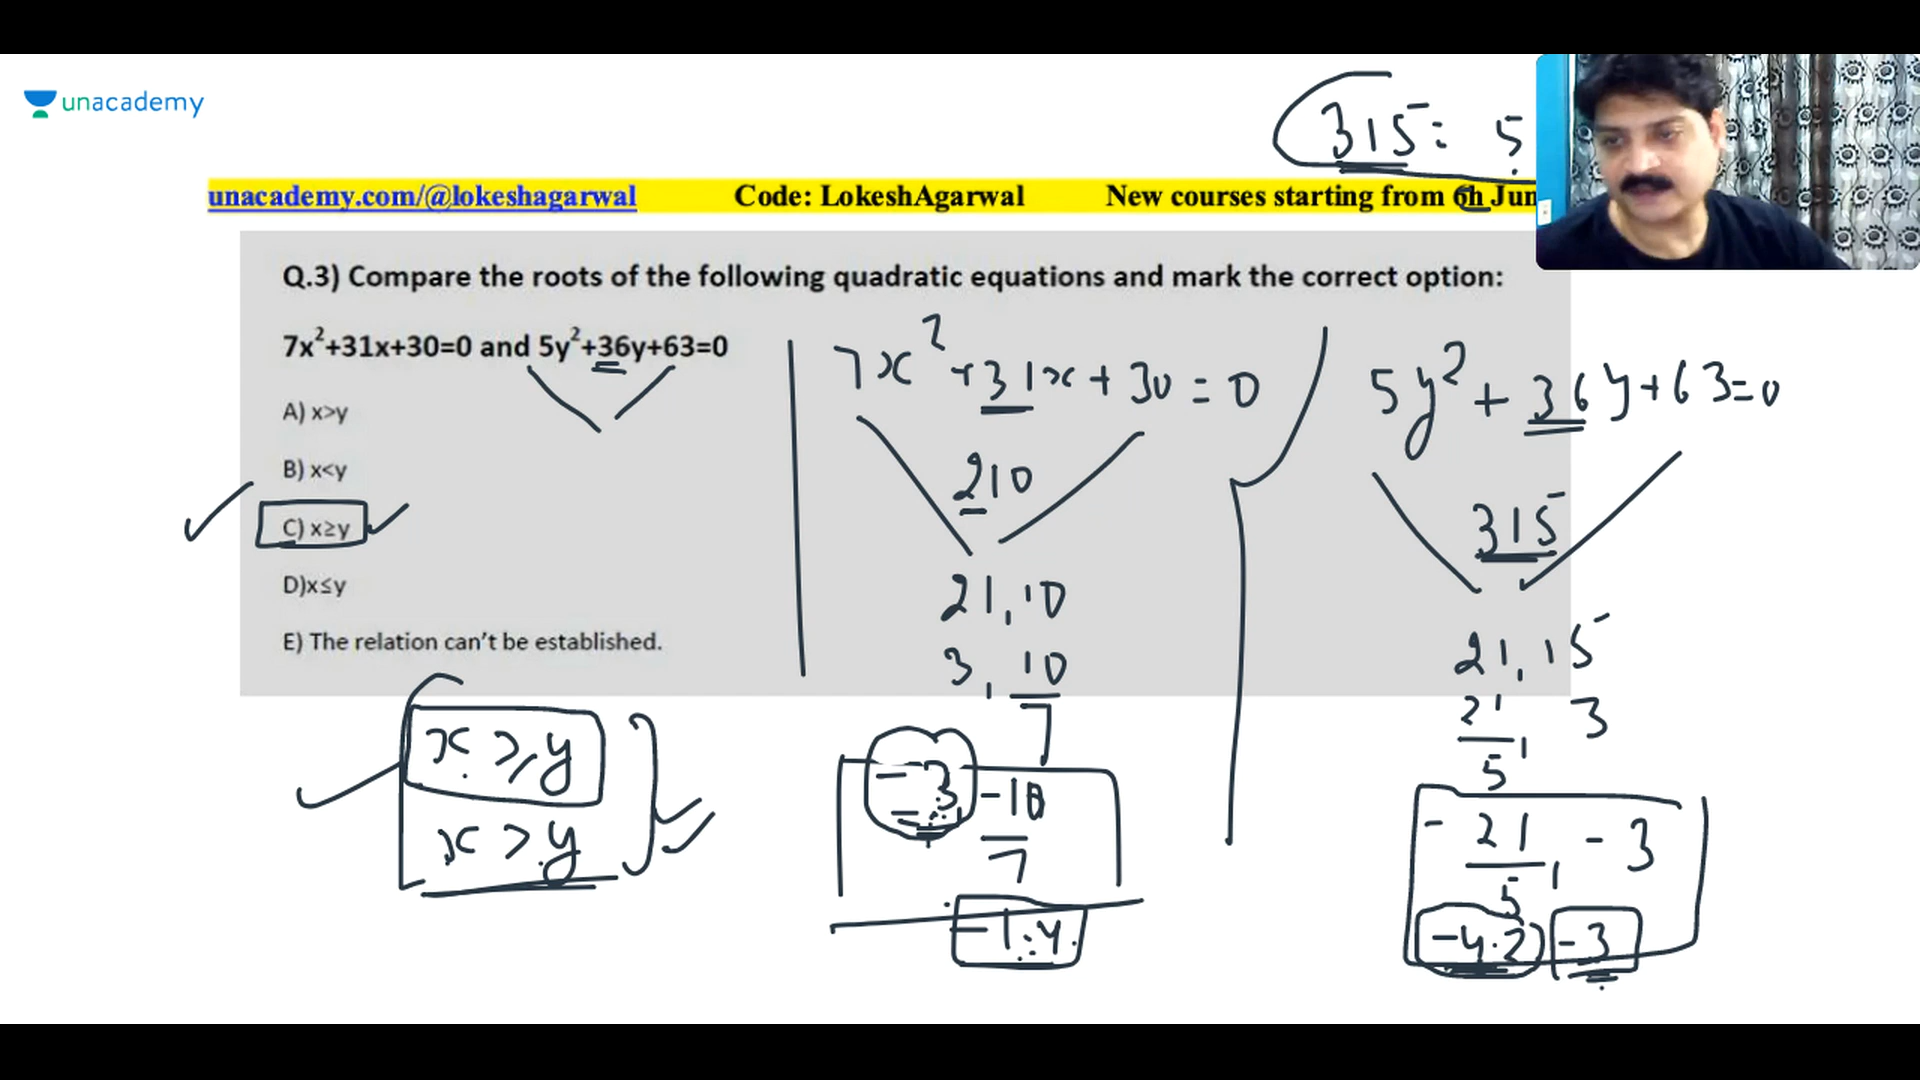 unacademy
315 = 5
unacademy.com/@lokeshagarwal Code: LokeshAgarwal New courses starting from 6h Jun
Q.3) Compare the roots of the following quadratic equations and mark the correct option:
7x²+31x+30=0 and 5y²+36y+63=0
A) x>y
B) x<y
C) x≥y
D)x≤y
E) The relation can't be established.
x ≥ y
x > y
7x² + 31x + 30 = 0
210
21, 10
3, 10/7
-3, -10/7
-1.4
5y² + 36y + 63 = 0
315
21, 15
21/5, 3
-21/5, -3
-4.2, -3